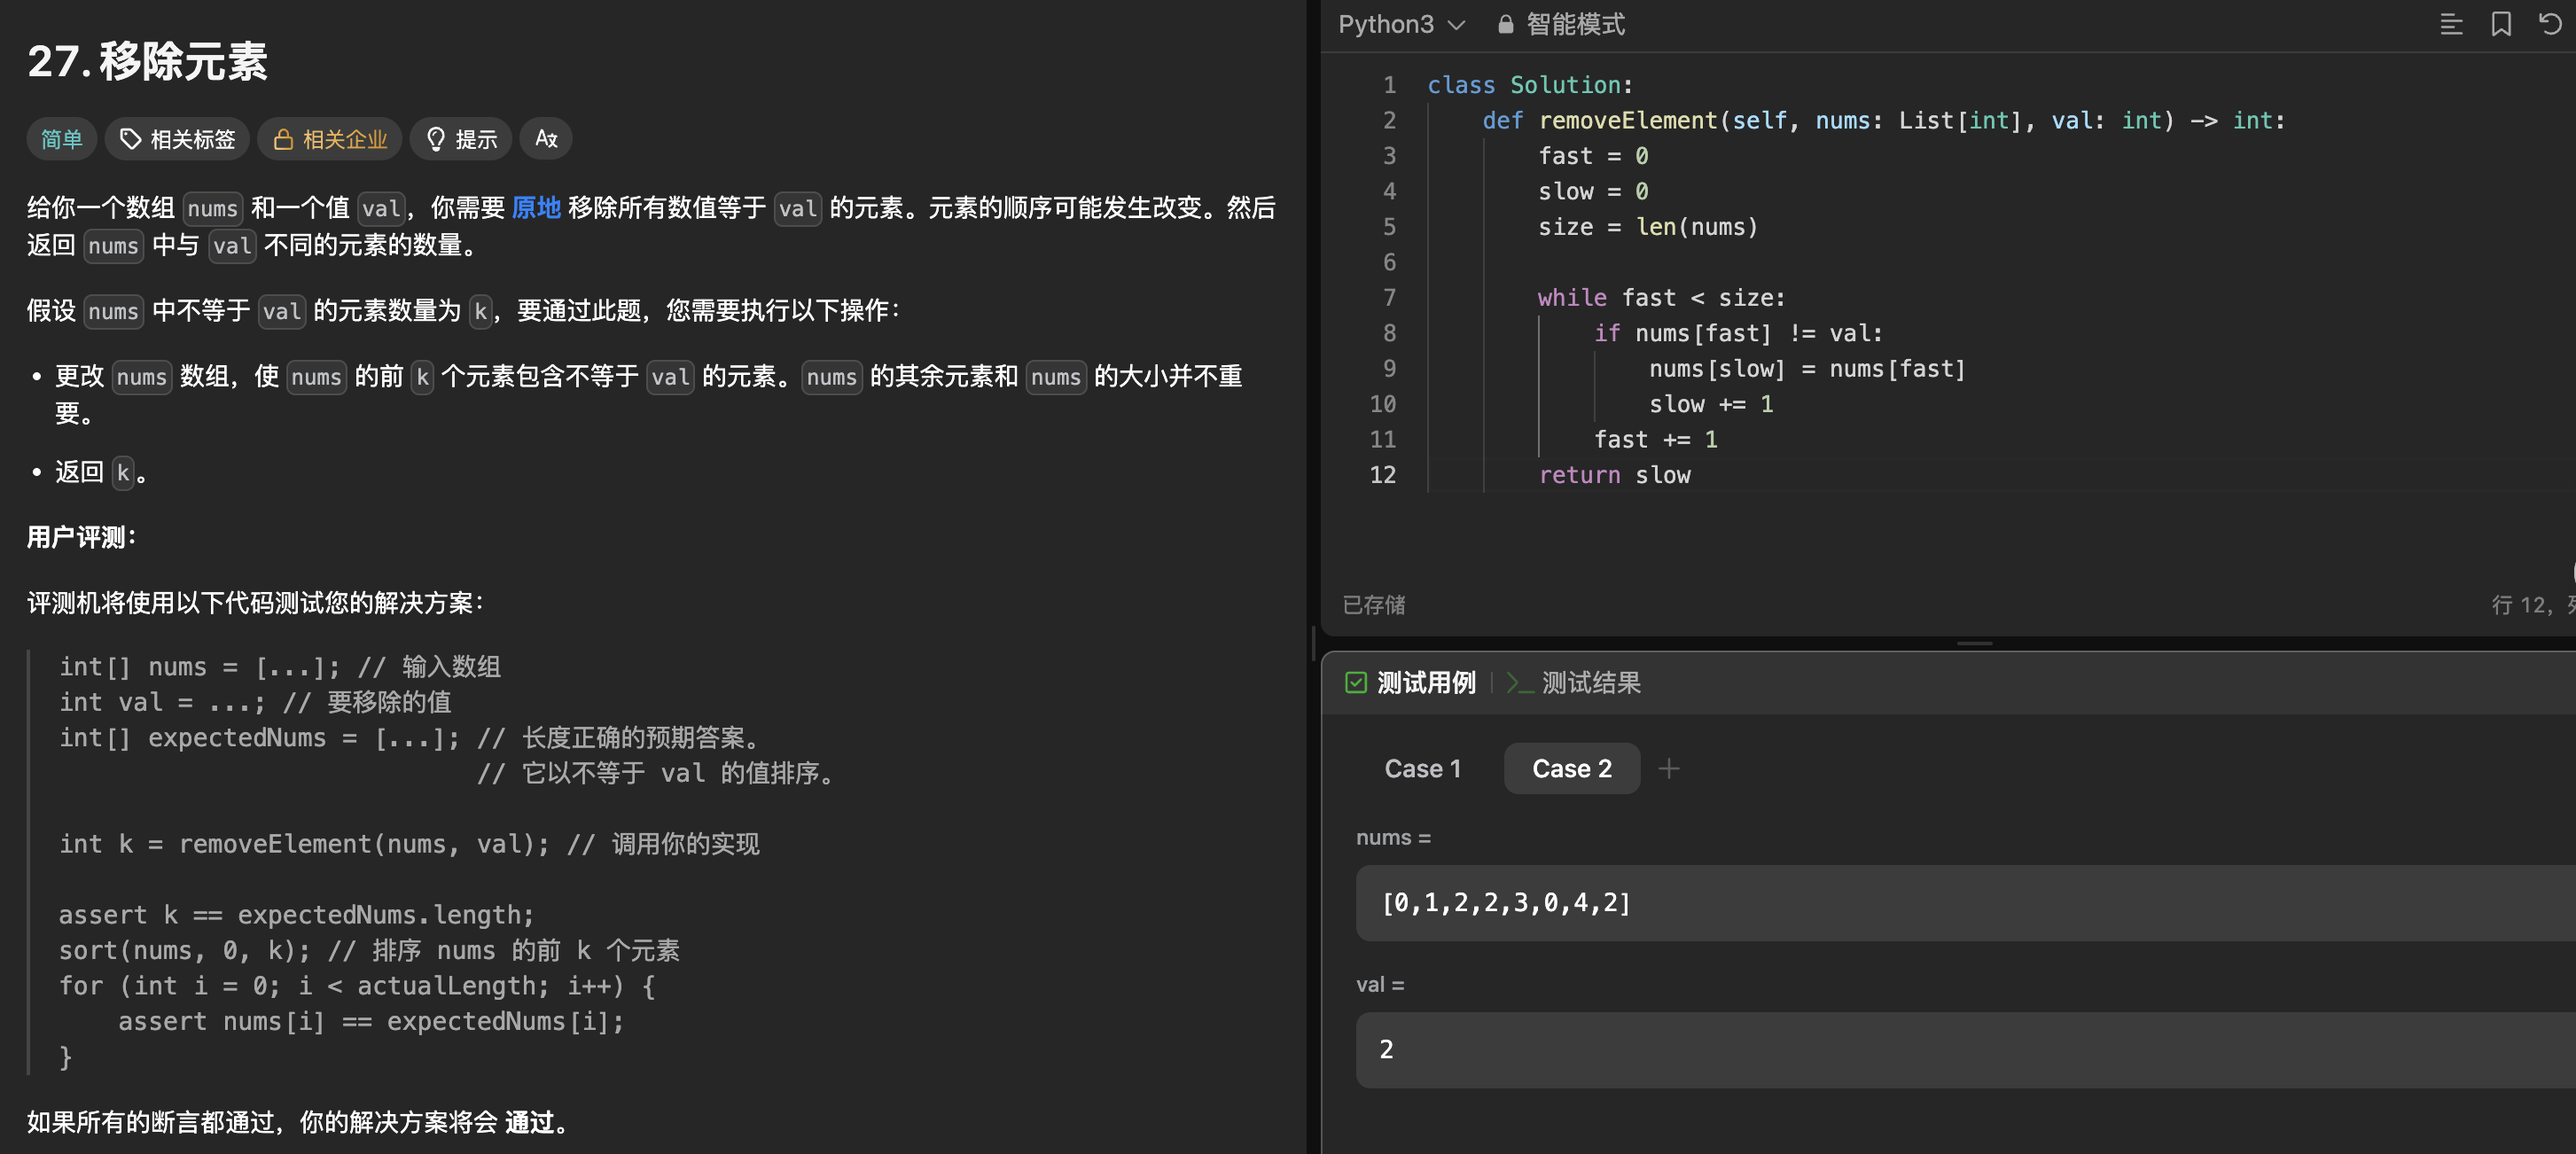 27. 移除元素
简单 相关标签 相关企业 提示
给你一个数组 nums 和一个值 val，你需要 原地 移除所有数值等于 val 的元素。元素的顺序可能发生改变。然后
返回 nums 中与 val 不同的元素的数量。
假设 nums 中不等于 val 的元素数量为 k，要通过此题，您需要执行以下操作：
• 更改 nums 数组，使 nums 的前 k 个元素包含不等于 val 的元素。nums 的其余元素和 nums 的大小并不重
要。
• 返回 k。
用户评测：
评测机将使用以下代码测试您的解决方案：
int[] nums = [...]; // 输入数组
int val = ...; // 要移除的值
int[] expectedNums = [...]; // 长度正确的预期答案。
// 它以不等于 val 的值排序。
int k = removeElement(nums, val); // 调用你的实现
assert k == expectedNums.length;
sort(nums, 0, k); // 排序 nums 的前 k 个元素
for (int i = 0; i < actualLength; i++) {
    assert nums[i] == expectedNums[i];
}
如果所有的断言都通过，你的解决方案将会 通过。
Python3 智能模式
1 class Solution:
2     def removeElement(self, nums: List[int], val: int) -> int:
3         fast = 0
4         slow = 0
5         size = len(nums)
6
7         while fast < size:
8             if nums[fast] != val:
9                 nums[slow] = nums[fast]
10                 slow += 1
11             fast += 1
12         return slow
已存储
行 12，
测试用例 | >_ 测试结果
Case 1 Case 2 +
nums =
[0,1,2,2,3,0,4,2]
val =
2